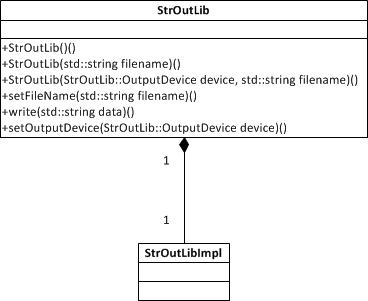 StrOutLib
+StrOutLib()()
+StrOutLib(std::string filename)()
+StrOutLib(StrOutLib::OutputDevice device, std::string filename)()
+setFileName(std::string filename)()
+write(std::string data)()
+setOutputDevice(StrOutLib::OutputDevice device)()
1
1
StrOutLibImpl